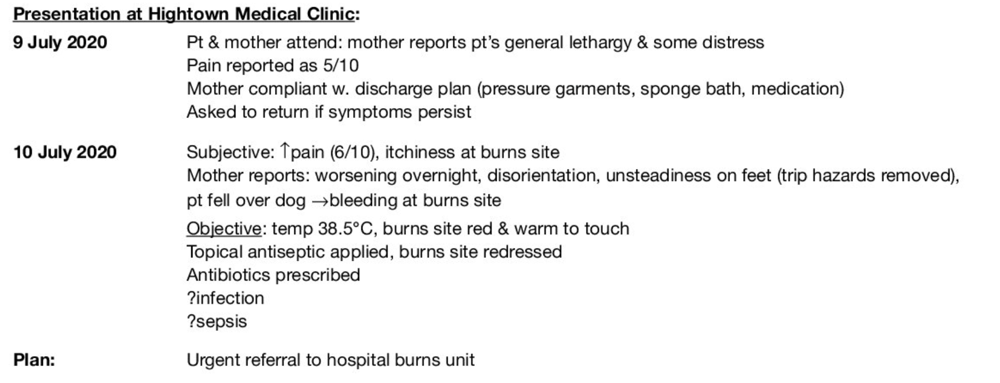 Presentation at Hightown Medical Clinic:
9 July 2020 Pt & mother attend: mother reports pt’s general lethargy & some distress
Pain reported as 5/10
Mother compliant w. discharge plan (pressure garments, sponge bath, medication)
Asked to return if symptoms persist
10 July 2020 Subjective: ↑pain (6/10), itchiness at burns site
Mother reports: worsening overnight, disorientation, unsteadiness on feet (trip hazards removed),
pt fell over dog →bleeding at burns site
Objective: temp 38.5°C, burns site red & warm to touch
Topical antiseptic applied, burns site redressed
Antibiotics prescribed
?infection
?sepsis
Plan: Urgent referral to hospital burns unit